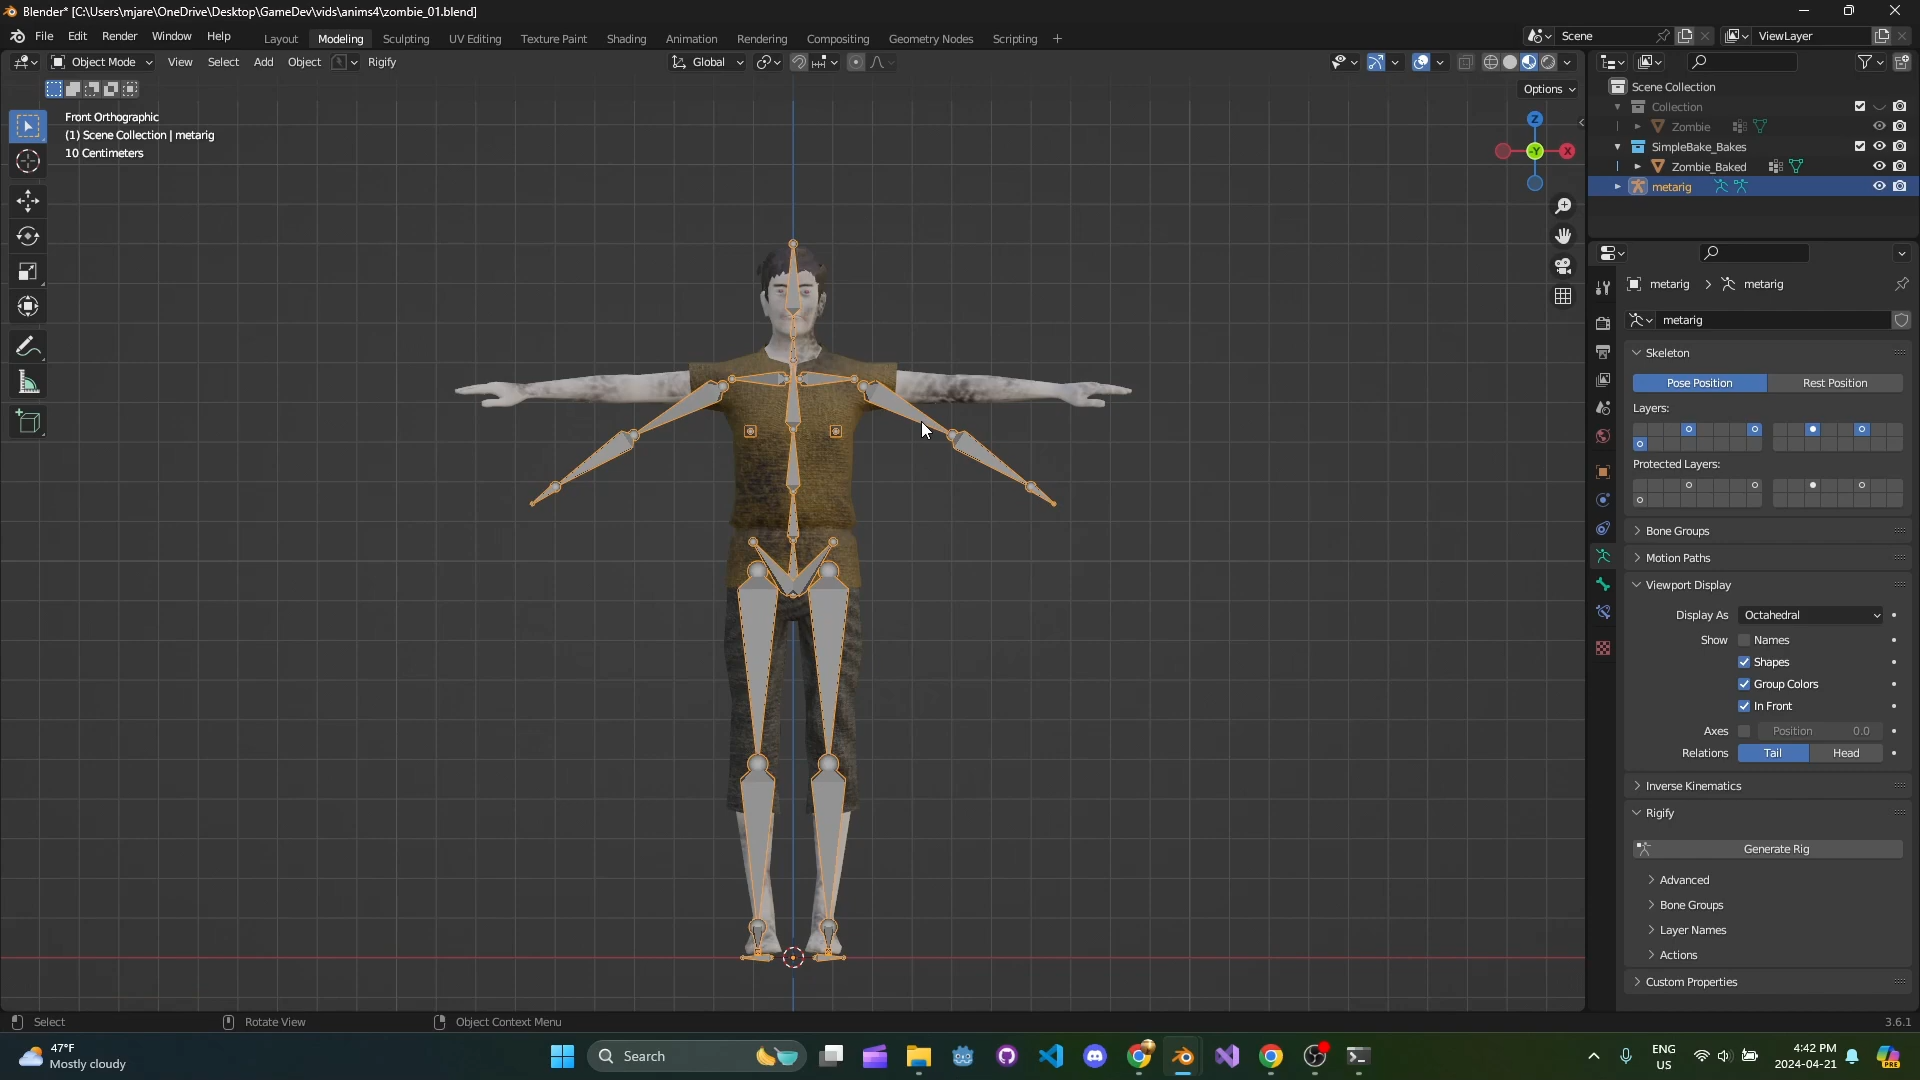 Blender* [C:\Users\mjare\OneDrive\Desktop\GameDev\vids\anims4\zombie_01.blend]
File Edit Render Window Help Layout Modeling Sculpting UV Editing Texture Paint Shading Animation Rendering Compositing Geometry Nodes Scripting + Scene ViewLayer
Object Mode View Select Add Object Rigify Global
Options
Front Orthographic
(1) Scene Collection | metarig
10 Centimeters
Z
-Y
X
Scene Collection
Collection
Zombie
SimpleBake_Bakes
Zombie_Baked
metarig
metarig > metarig
metarig
Skeleton
Pose Position Rest Position
Layers:
Protected Layers:
Bone Groups
Motion Paths
Viewport Display
Display As Octahedral
Show Names
Shapes
Group Colors
In Front
Axes Position 0.0
Relations Tail Head
Inverse Kinematics
Rigify
Generate Rig
Advanced
Bone Groups
Layer Names
Actions
Custom Properties
Select Rotate View Object Context Menu 3.6.1
47°F
Mostly cloudy
Search
ENG
US
4:42 PM
2024-04-21
PRE